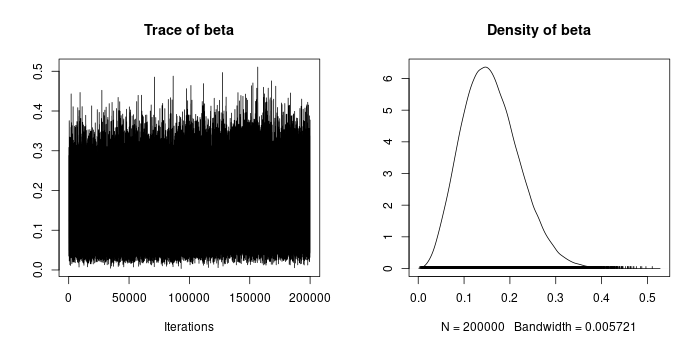 Trace of beta
0.5
0.4
0.3
0.2
0.1
0.0
0 50000 100000 150000 200000
Iterations
Density of beta
6
5
4
3
2
1
0
0.0 0.1 0.2 0.3 0.4 0.5
N = 200000 Bandwidth = 0.005721